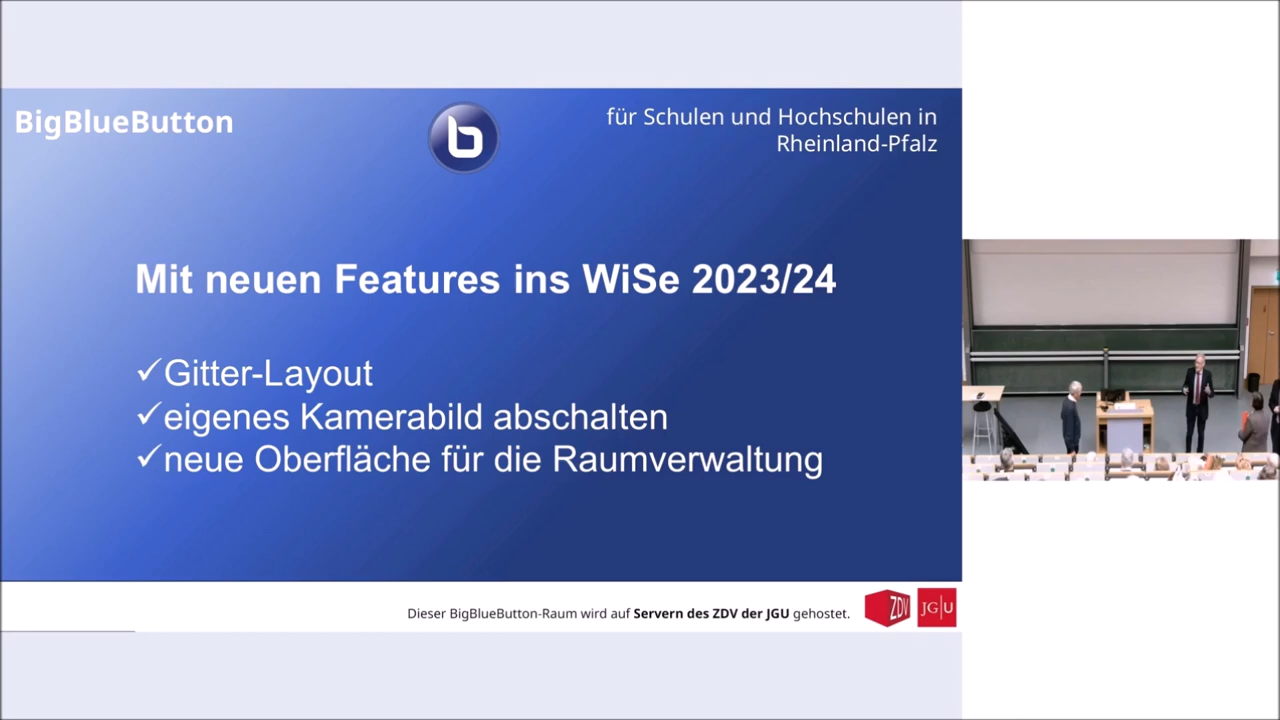 BigBlueButton
für Schulen und Hochschulen in
Rheinland-Pfalz
Mit neuen Features ins WiSe 2023/24
✓Gitter-Layout
✓eigenes Kamerabild abschalten
✓neue Oberfläche für die Raumverwaltung
Dieser BigBlueButton-Raum wird auf Servern des ZDV der JGU gehostet.
ZDV
JG|U